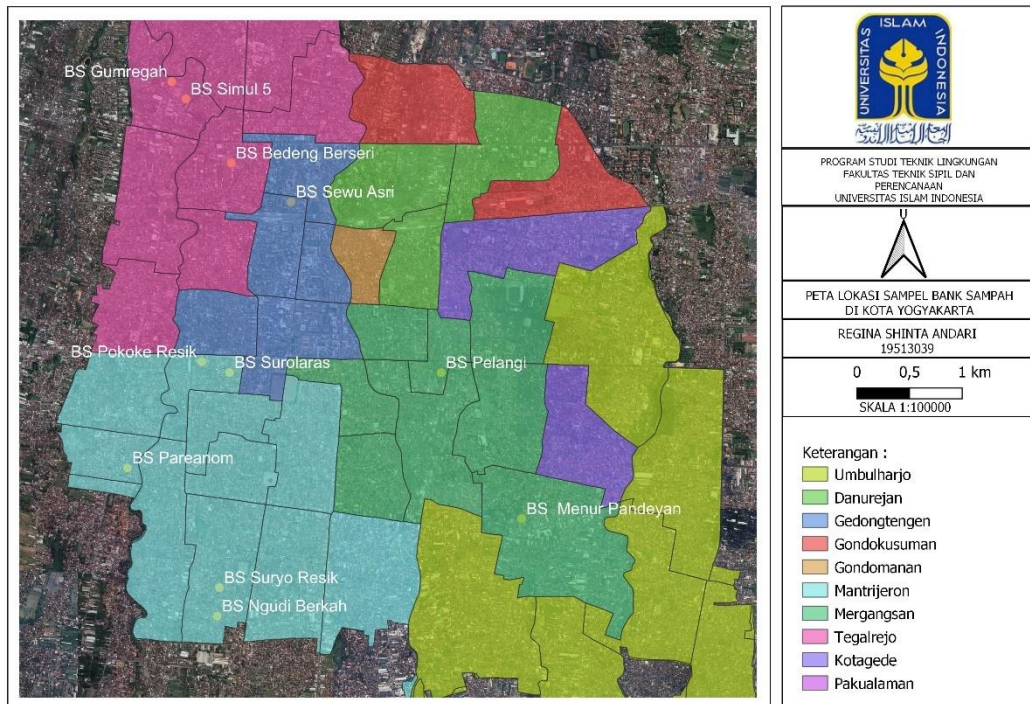 BS Gumregah
BS Simul 5
BS Bedeng Berseri
BS Sewu Asri
BS Pokoke Resik
BS Surolaras
BS Pelangi
BS Pareanom
BS Menur Pandeyan
BS Suryo Resik
BS Ngudi Berkah
UNIVERSITAS
ISLAM
INDONESIA
PROGRAM STUDI TEKNIK LINGKUNGAN
FAKULTAS TEKNIK SIPIL DAN
PERENCANAAN
UNIVERSITAS ISLAM INDONESIA
U
PETA LOKASI SAMPEL BANK SAMPAH
DI KOTA YOGYAKARTA
REGINA SHINTA ANDARI
19513039
0 0,5 1 km
SKALA 1:100000
Keterangan :
Umbulharjo
Danurejan
Gedongtengen
Gondokusuman
Gondomanan
Mantrijeron
Mergangsan
Tegalrejo
Kotagede
Pakualaman